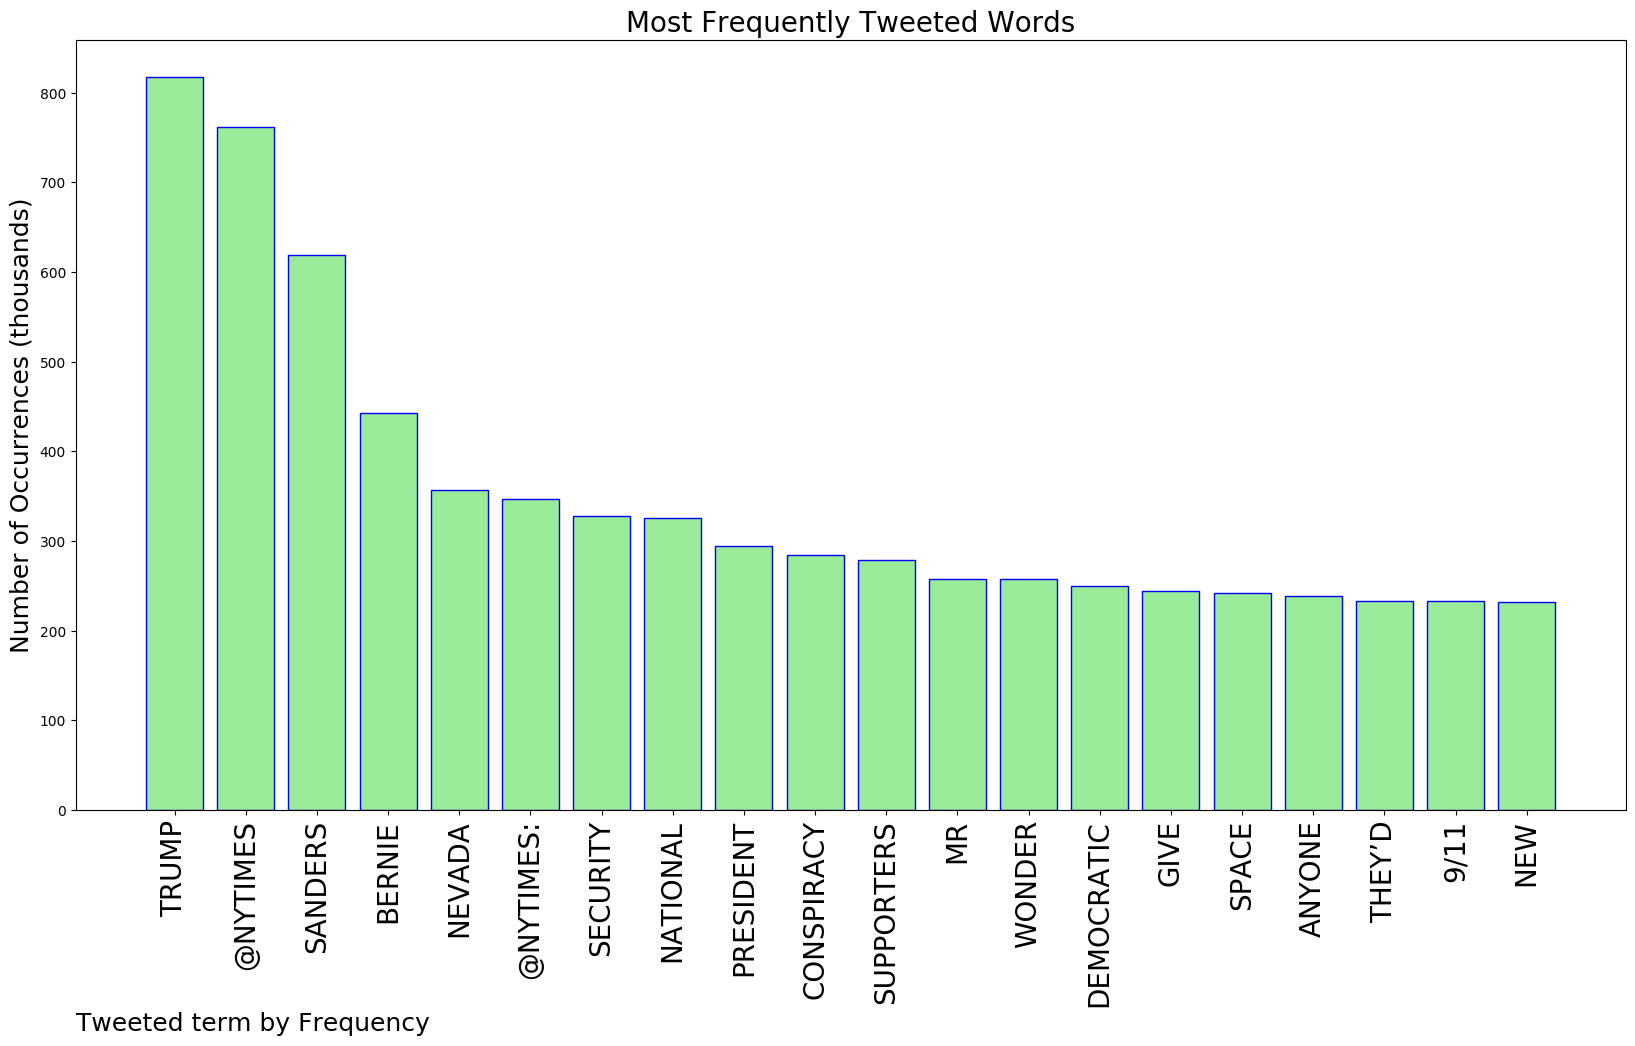 Most Frequently Tweeted Words
Number of Occurrences (thousands)
800
700
600
500
400
300
200
100
0
TRUMP
@NYTIMES
SANDERS
BERNIE
NEVADA
@NYTIMES:
SECURITY
NATIONAL
PRESIDENT
CONSPIRACY
SUPPORTERS
MR
WONDER
DEMOCRATIC
GIVE
SPACE
ANYONE
THEY’D
9/11
NEW
Tweeted term by Frequency